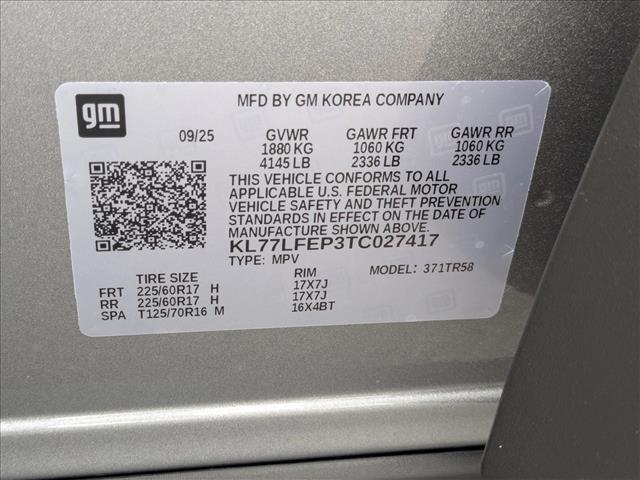 gm
MFD BY GM KOREA COMPANY
09/25 GVWR GAWR FRT GAWR RR
1880 KG 1060 KG 1060 KG
4145 LB 2336 LB 2336 LB
THIS VEHICLE CONFORMS TO ALL
APPLICABLE U.S. FEDERAL MOTOR
VEHICLE SAFETY AND THEFT PREVENTION
STANDARDS IN EFFECT ON THE DATE OF
MANUFACTURE SHOWN ABOVE.
KL77LFEP3TC027417
TYPE: MPV MODEL: 371TR58
TIRE SIZE RIM
FRT 225/60R17 H 17X7J
RR 225/60R17 H 17X7J
SPA T125/70R16 M 16X4BT